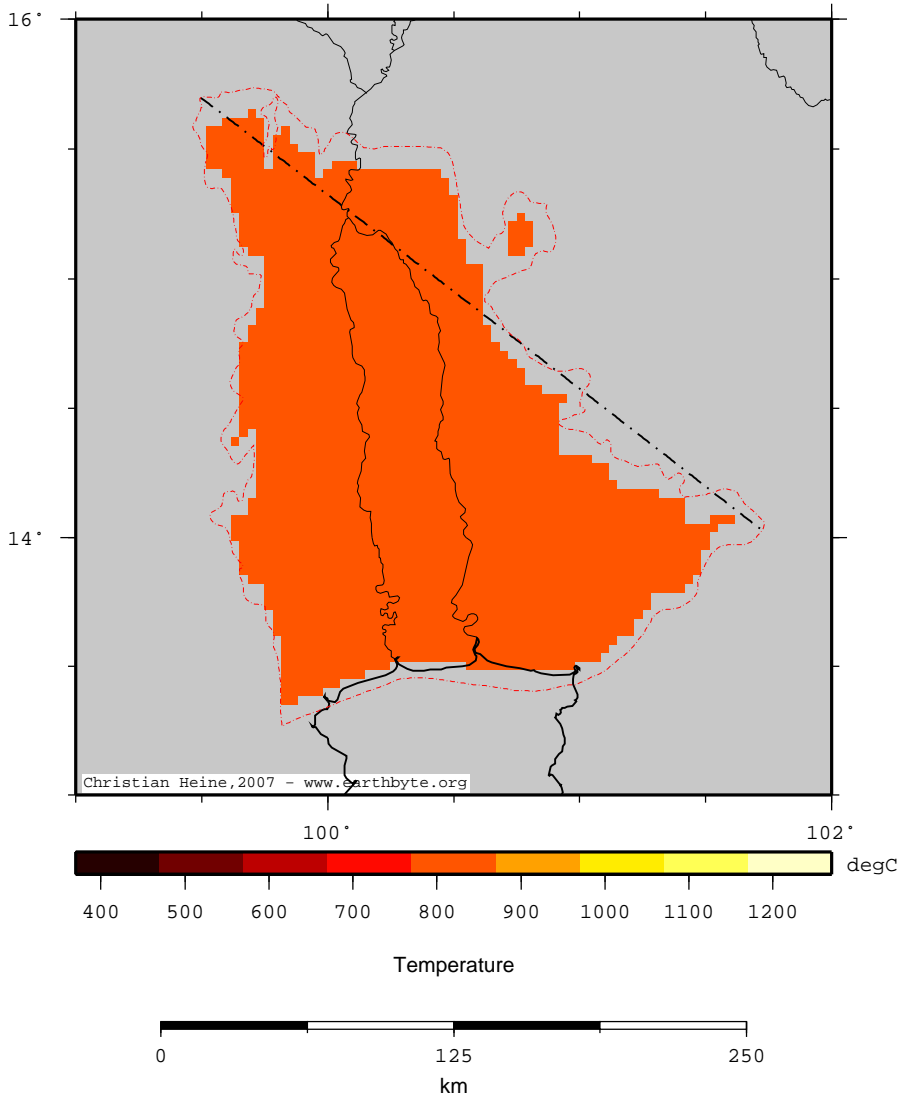 16°
14°
Christian Heine,2007 - www.earthbyte.org
100° 102°
degC
400 500 600 700 800 900 1000 1100 1200
Temperature
0 125 250
km